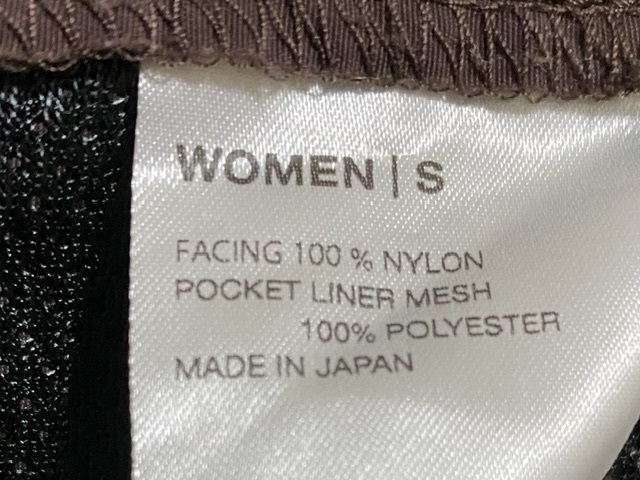 WOMEN | S
FACING 100 % NYLON
POCKET LINER MESH
100% POLYESTER
MADE IN JAPAN